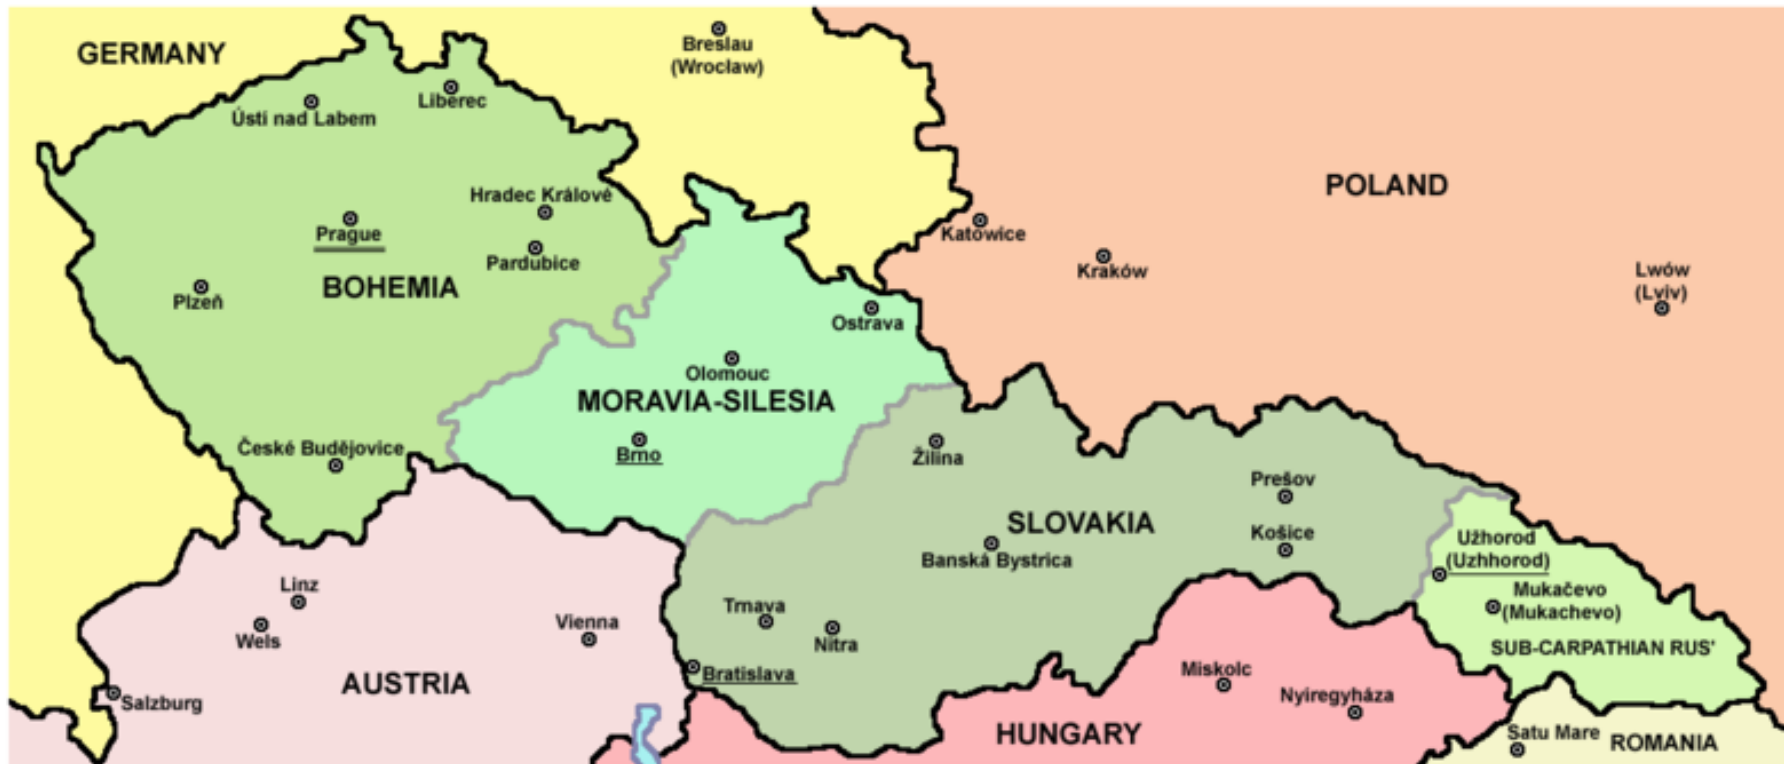 GERMANY
Breslau
(Wroclaw)
Liberec
Ústí nad Labem
POLAND
Hradec Králové
Prague
Katowice
Pardubice
Kraków
Lwów
(Lviv)
BOHEMIA
Plzeň
Ostrava
Olomouc
MORAVIA-SILESIA
České Budějovice
Brno
Žilina
Prešov
SLOVAKIA
Košice
Užhorod
(Uzhhorod)
Banská Bystrica
Linz
Mukačevo
(Mukachevo)
Trnava
Vienna
Wels
Nitra
SUB-CARPATHIAN RUS'
Bratislava
Miskolc
AUSTRIA
Nyiregyháza
Salzburg
HUNGARY
Satu Mare
ROMANIA